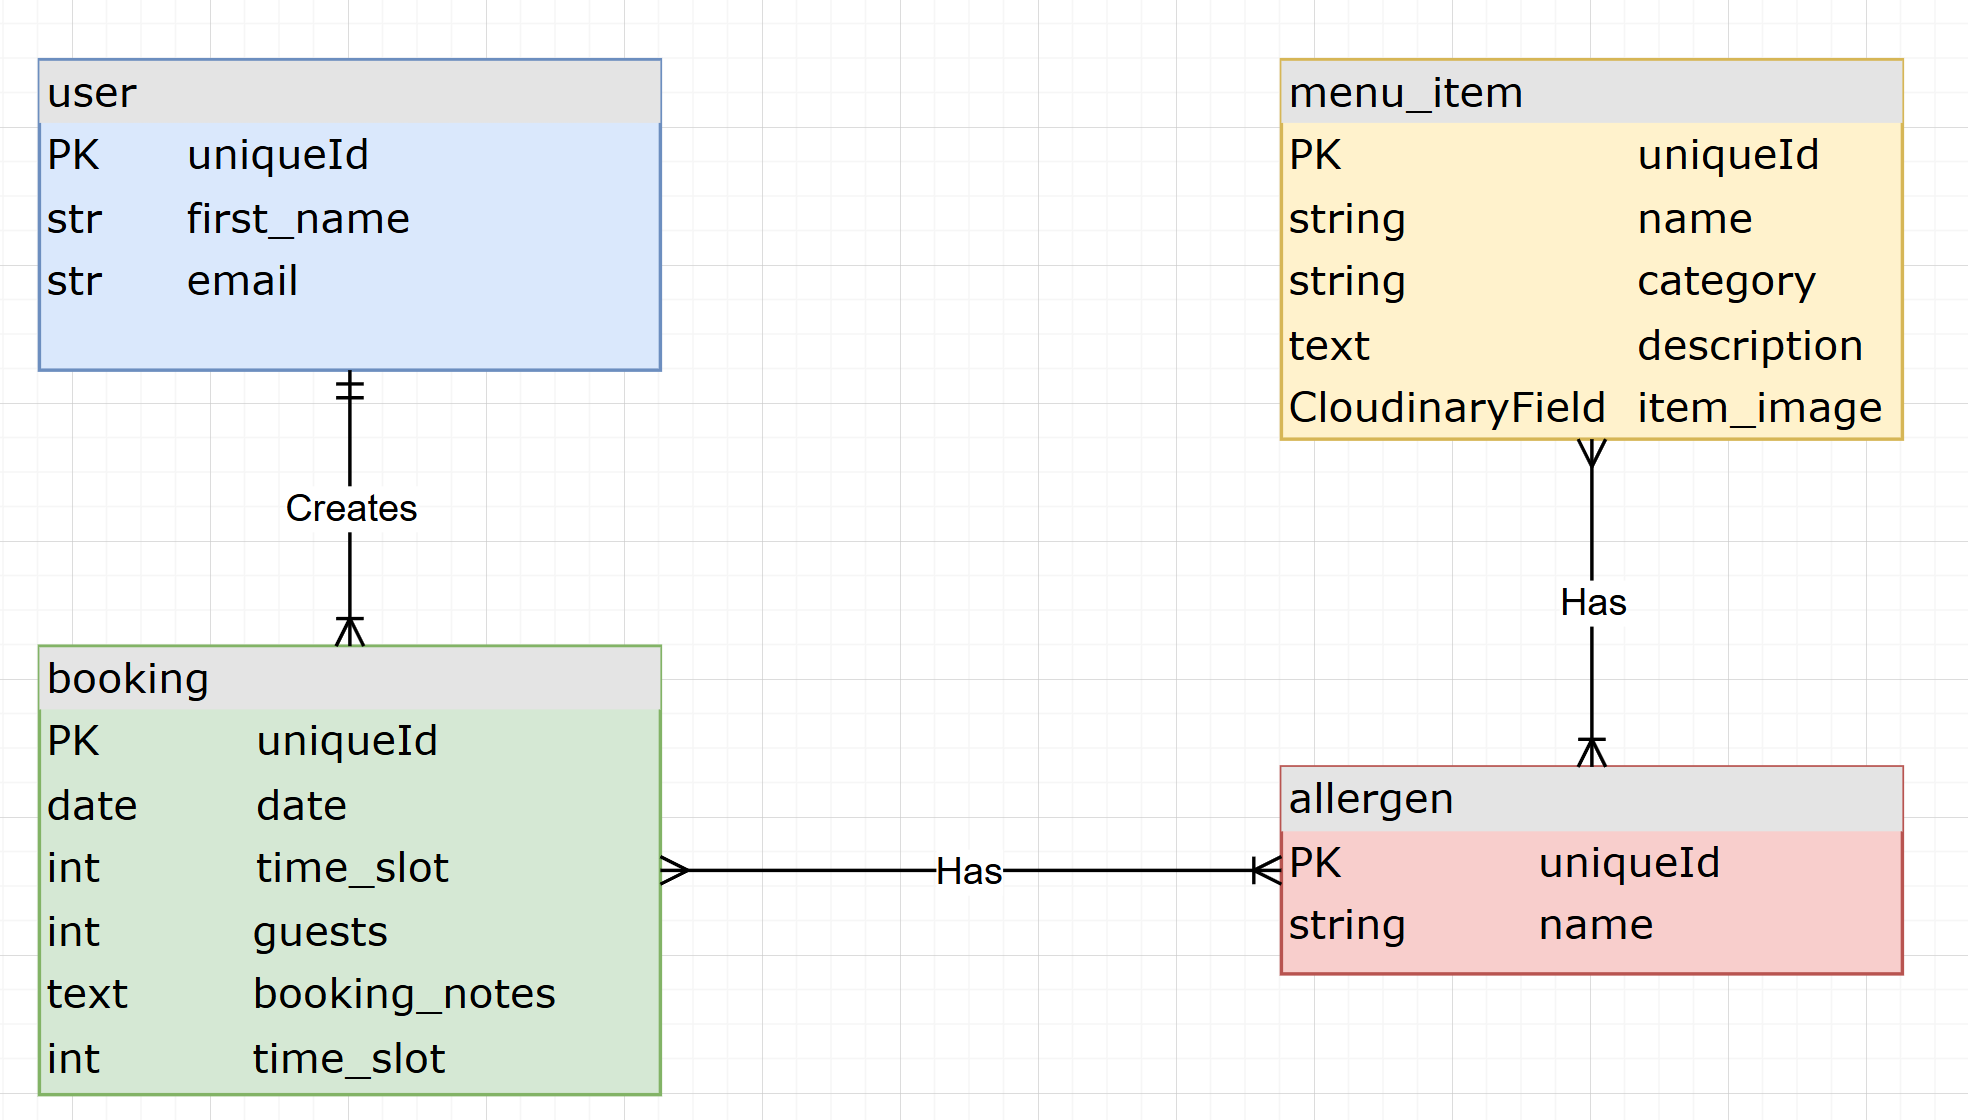 user
PK uniqueId
str first_name
str email
Creates
booking
PK uniqueId
date date
int time_slot
int guests
text booking_notes
int time_slot
Has
menu_item
PK uniqueId
string name
string category
text description
CloudinaryField item_image
Has
allergen
PK uniqueId
string name